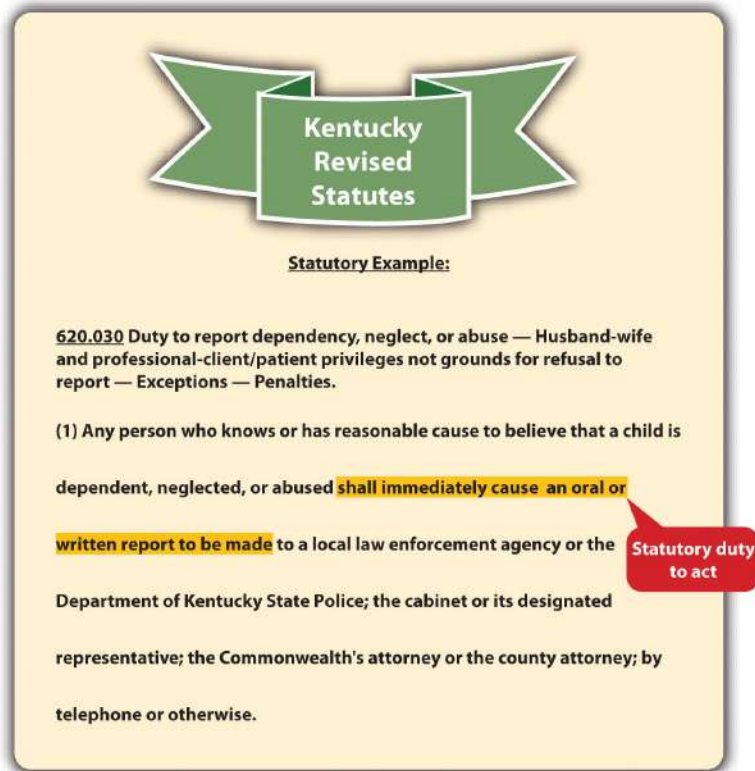 Kentucky
Revised
Statutes
Statutory Example:
620.030 Duty to report dependency, neglect, or abuse — Husband-wife
and professional-client/patient privileges not grounds for refusal to
report — Exceptions — Penalties.
(1) Any person who knows or has reasonable cause to believe that a child is
dependent, neglected, or abused shall immediately cause an oral or
written report to be made to a local law enforcement agency or the
Statutory duty
to act
Department of Kentucky State Police; the cabinet or its designated
representative; the Commonwealth's attorney or the county attorney; by
telephone or otherwise.